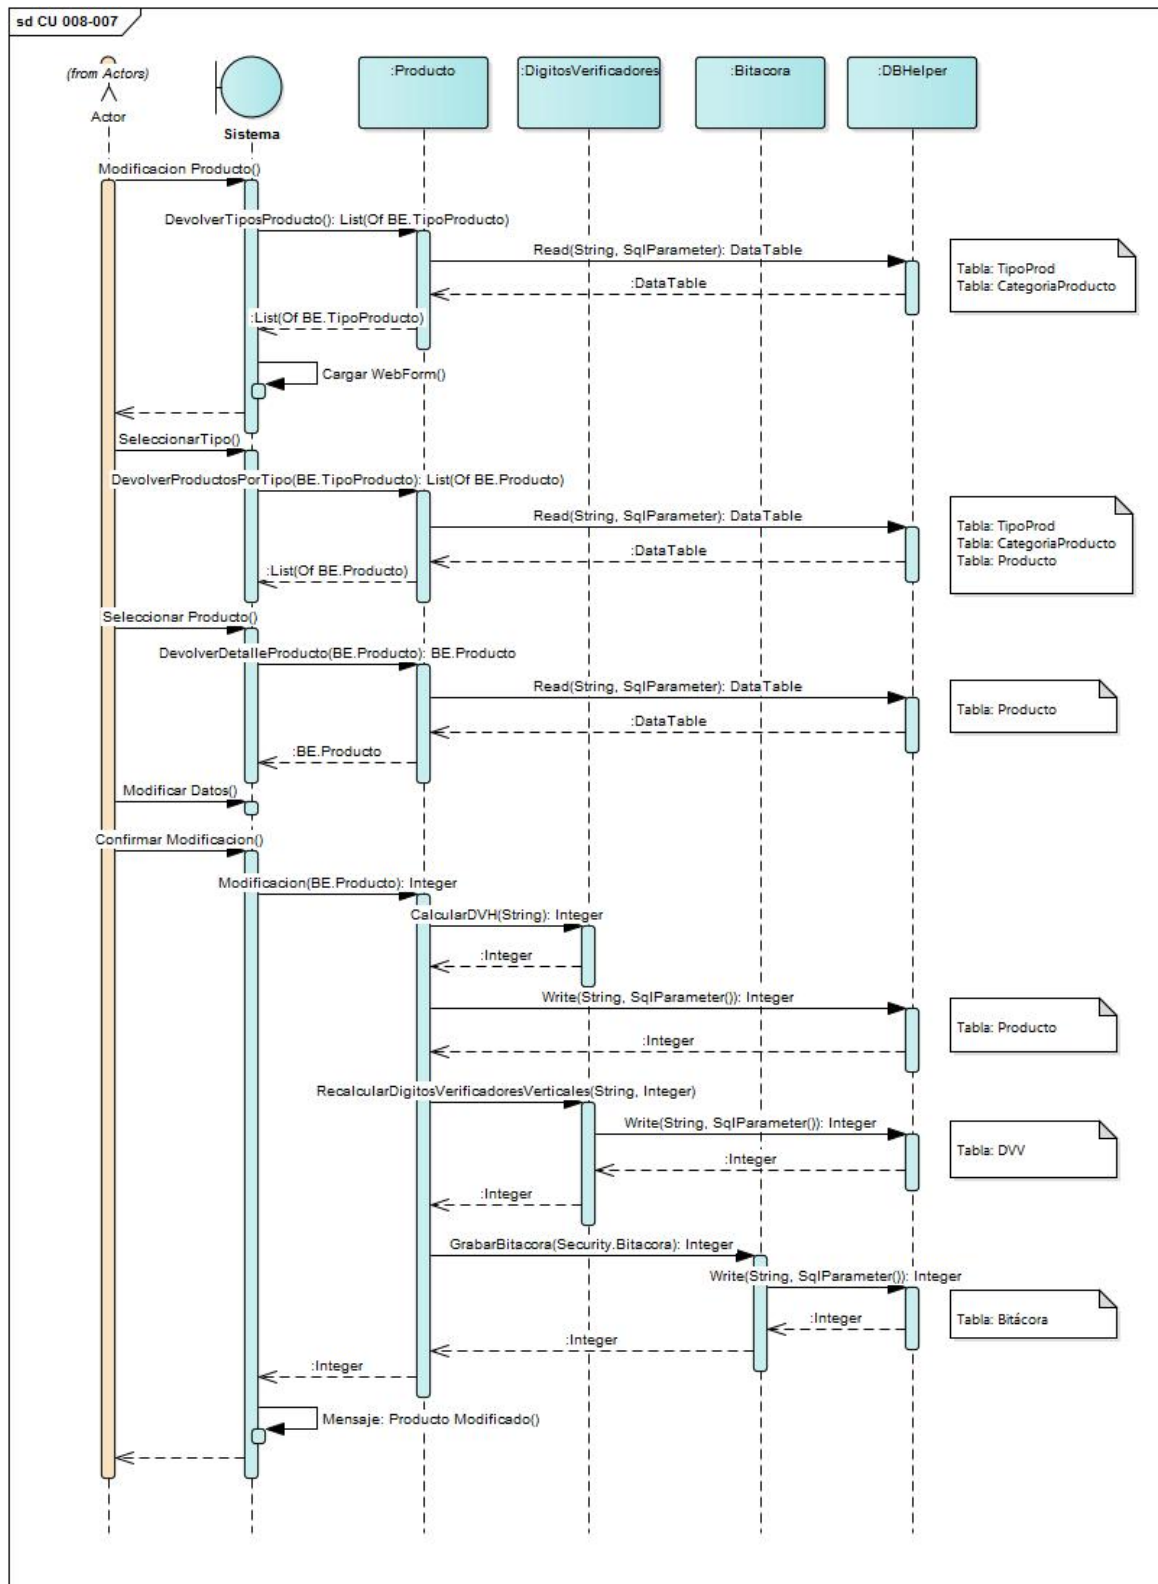 sd CU 008-007
(from Actors)
Actor
Sistema
:Producto
:DigitosVerificadores
:Bitacora
:DBHelper
Modificacion Producto()
DevolverTiposProducto(): List(Of BE.TipoProducto)
Read(String, SqlParameter): DataTable
Tabla: TipoProd
Tabla: CategoriaProducto
:DataTable
:List(Of BE.TipoProducto)
Cargar WebForm()
SeleccionarTipo()
DevolverProductosPorTipo(BE.TipoProducto): List(Of BE.Producto)
Read(String, SqlParameter): DataTable
Tabla: TipoProd
Tabla: CategoriaProducto
Tabla: Producto
:DataTable
:List(Of BE.Producto)
Seleccionar Producto()
DevolverDetalleProducto(BE.Producto): BE.Producto
Read(String, SqlParameter): DataTable
Tabla: Producto
:DataTable
:BE.Producto
Modificar Datos()
Confirmar Modificacion()
Modificacion(BE.Producto): Integer
CalcularDVH(String): Integer
:Integer
Write(String, SqlParameter()): Integer
Tabla: Producto
:Integer
RecalcularDigitosVerificadoresVerticales(String, Integer)
Write(String, SqlParameter()): Integer
Tabla: DVV
:Integer
:Integer
GrabarBitacora(Security.Bitacora): Integer
Write(String, SqlParameter()): Integer
Tabla: Bitácora
:Integer
:Integer
:Integer
Mensaje: Producto Modificado()